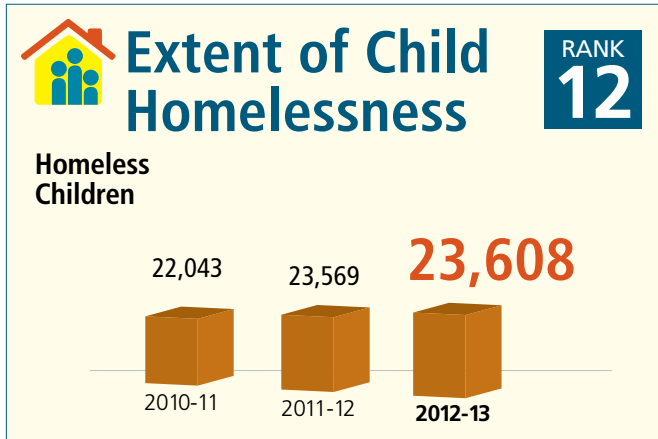 Extent of Child
Homelessness
RANK
12
Homeless
Children
22,043
23,569
23,608
2010-11
2011-12
2012-13